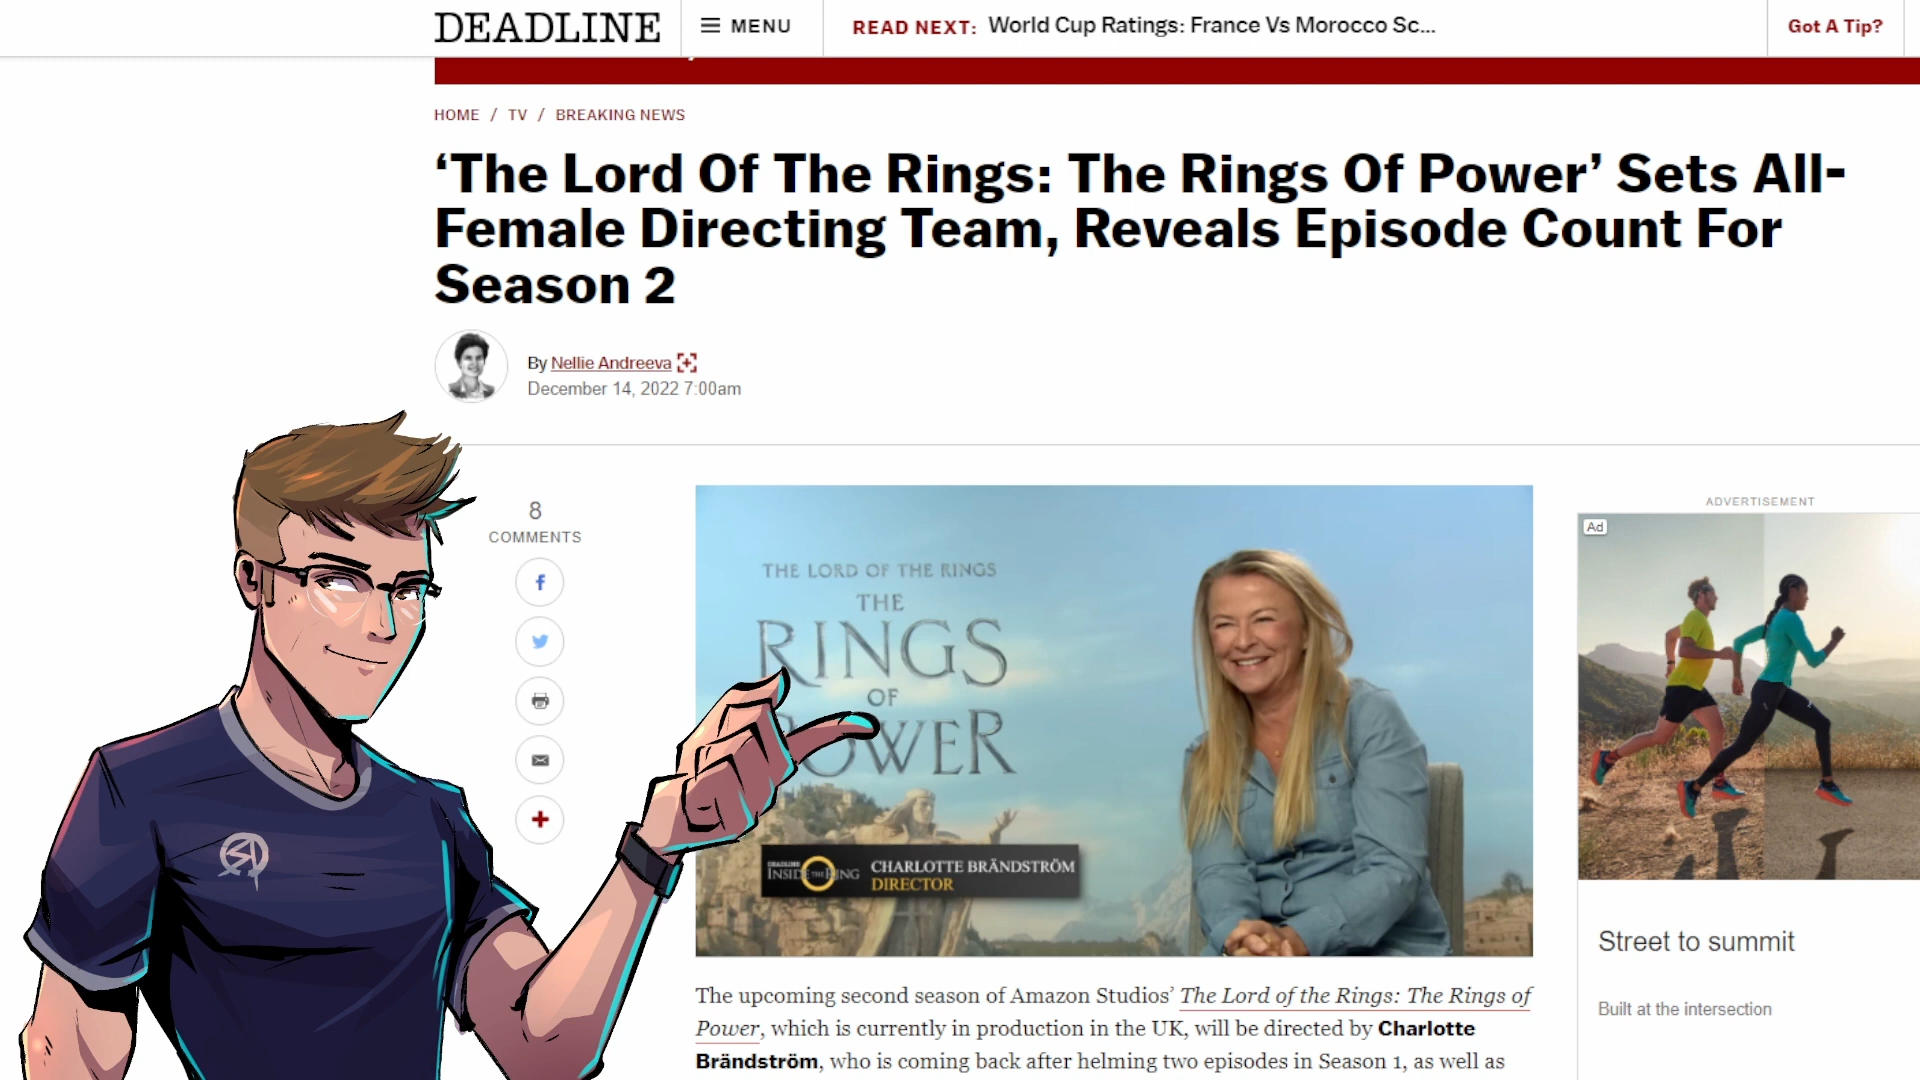 DEADLINE
MENU
READ NEXT: World Cup Ratings: France Vs Morocco Sc...
Got A Tip?
HOME / TV / BREAKING NEWS
‘The Lord Of The Rings: The Rings Of Power’ Sets All-
Female Directing Team, Reveals Episode Count For
Season 2
By Nellie Andreeva
December 14, 2022 7:00am
8
COMMENTS
THE LORD OF THE RINGS
THE
RINGS
OF
POWER
DEADLINE
INSIDE THE RING
CHARLOTTE BRÄNDSTRÖM
DIRECTOR
The upcoming second season of Amazon Studios’ The Lord of the Rings: The Rings of
Power, which is currently in production in the UK, will be directed by Charlotte
Brändström, who is coming back after helming two episodes in Season 1, as well as
ADVERTISEMENT
Ad
Street to summit
Built at the intersection